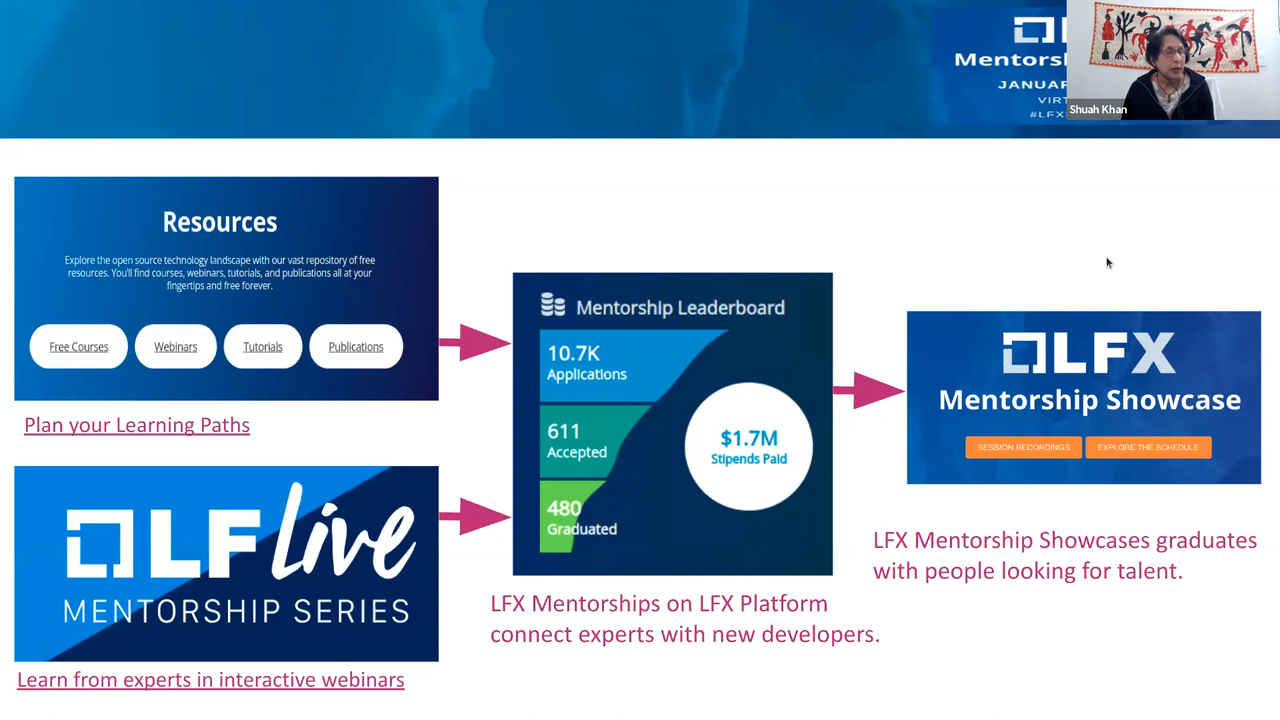 LF
Mentors
JANUAR
VIRT
#LFX
Shuah Khan
Resources
Explore the open source technology landscape with our vast repository of free
resources. You'll find courses, webinars, tutorials, and publications all at your
fingertips and free forever.
Free Courses
Webinars
Tutorials
Publications
Plan your Learning Paths
LF Live
MENTORSHIP SERIES
Learn from experts in interactive webinars
Mentorship Leaderboard
10.7K
Applications
611
Accepted
480
Graduated
$1.7M
Stipends Paid
LFX Mentorships on LFX Platform
connect experts with new developers.
LFX
Mentorship Showcase
SESSION RECORDINGS
EXPLORE THE SCHEDULE
LFX Mentorship Showcases graduates
with people looking for talent.